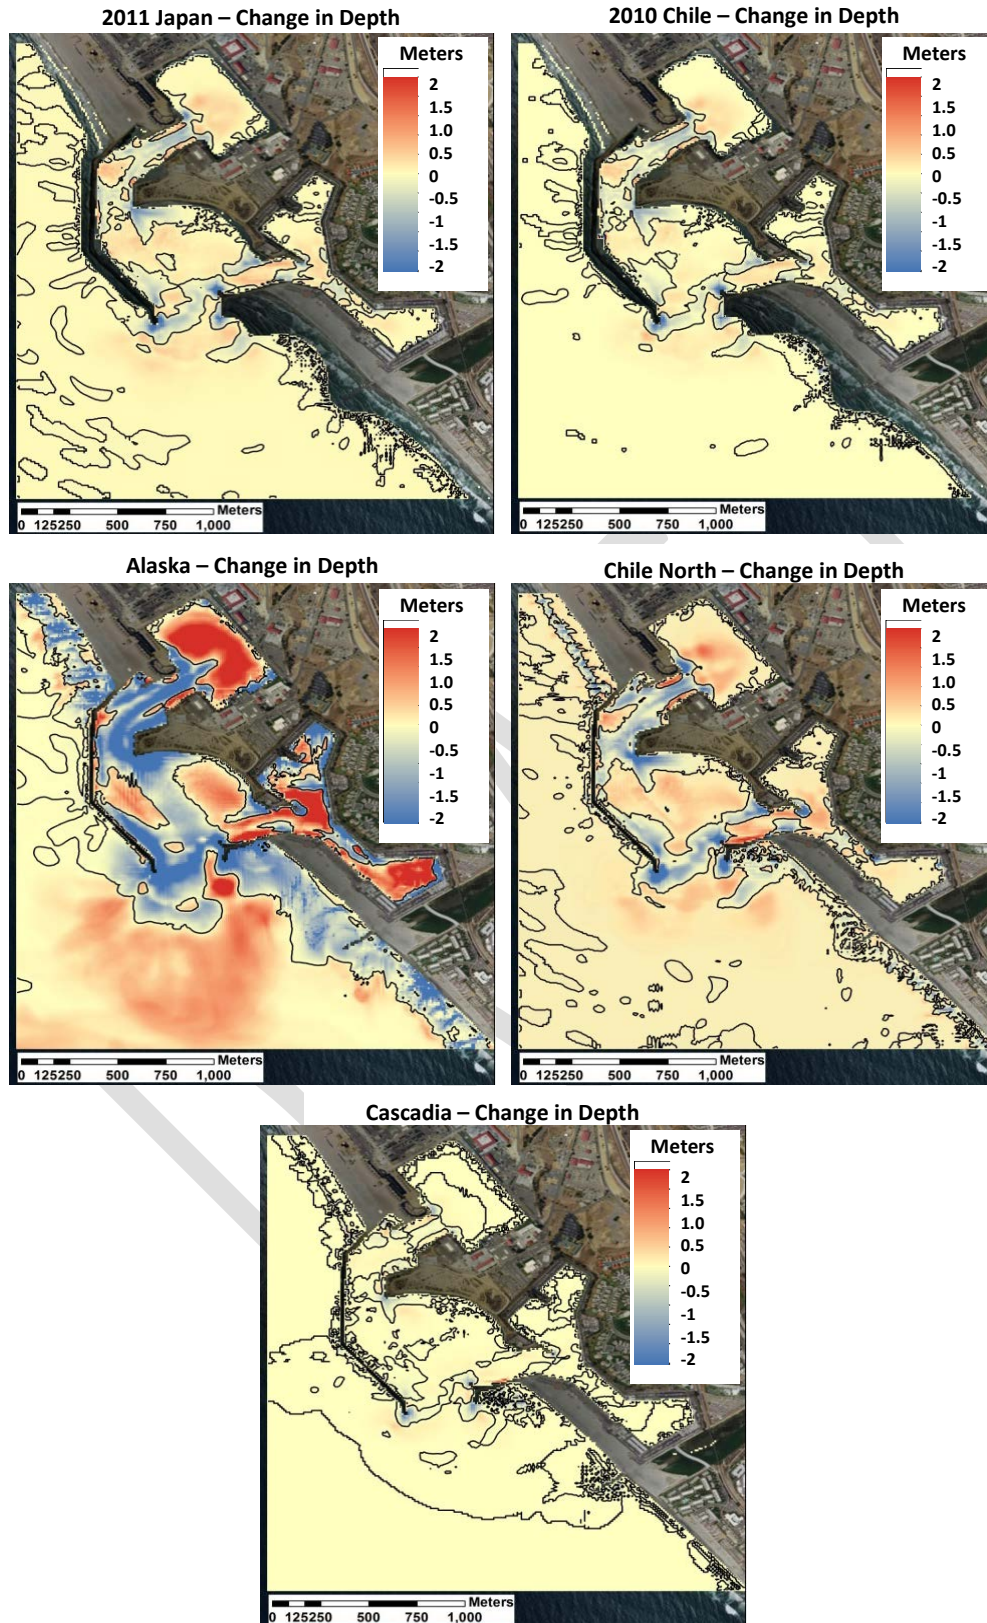 2011 Japan – Change in Depth
Meters
2
1.5
1.0
0.5
0
-0.5
-1
-1.5
-2
Meters
0 125250 500 750 1,000
2010 Chile – Change in Depth
Meters
2
1.5
1.0
0.5
0
-0.5
-1
-1.5
-2
Meters
0 125250 500 750 1,000
Alaska – Change in Depth
Meters
2
1.5
1.0
0.5
0
-0.5
-1
-1.5
-2
Meters
0 125250 500 750 1,000
Chile North – Change in Depth
Meters
2
1.5
1.0
0.5
0
-0.5
-1
-1.5
-2
Meters
0 125250 500 750 1,000
Cascadia – Change in Depth
Meters
2
1.5
1.0
0.5
0
-0.5
-1
-1.5
-2
Meters
0 125250 500 750 1,000